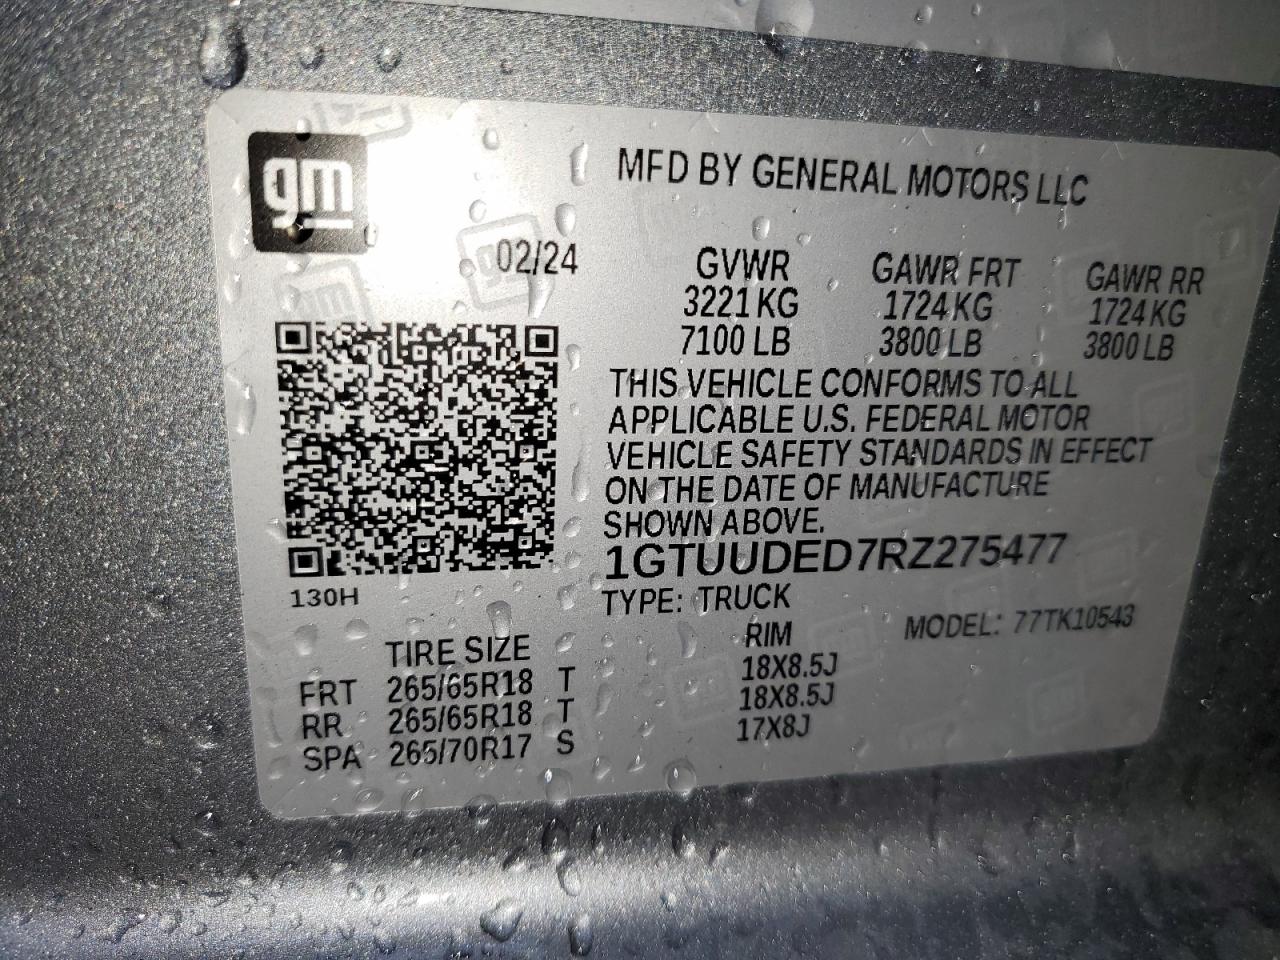 gm
MFD BY GENERAL MOTORS LLC
02/24
GVWR GAWR FRT GAWR RR
3221 KG 1724 KG 1724 KG
7100 LB 3800 LB 3800 LB
THIS VEHICLE CONFORMS TO ALL
APPLICABLE U.S. FEDERAL MOTOR
VEHICLE SAFETY STANDARDS IN EFFECT
ON THE DATE OF MANUFACTURE
SHOWN ABOVE.
1GTUUDED7RZ275477
130H
TYPE: TRUCK MODEL: 77TK10543
TIRE SIZE RIM
FRT 265/65R18 T 18X8.5J
RR 265/65R18 T 18X8.5J
SPA 265/70R17 S 17X8J